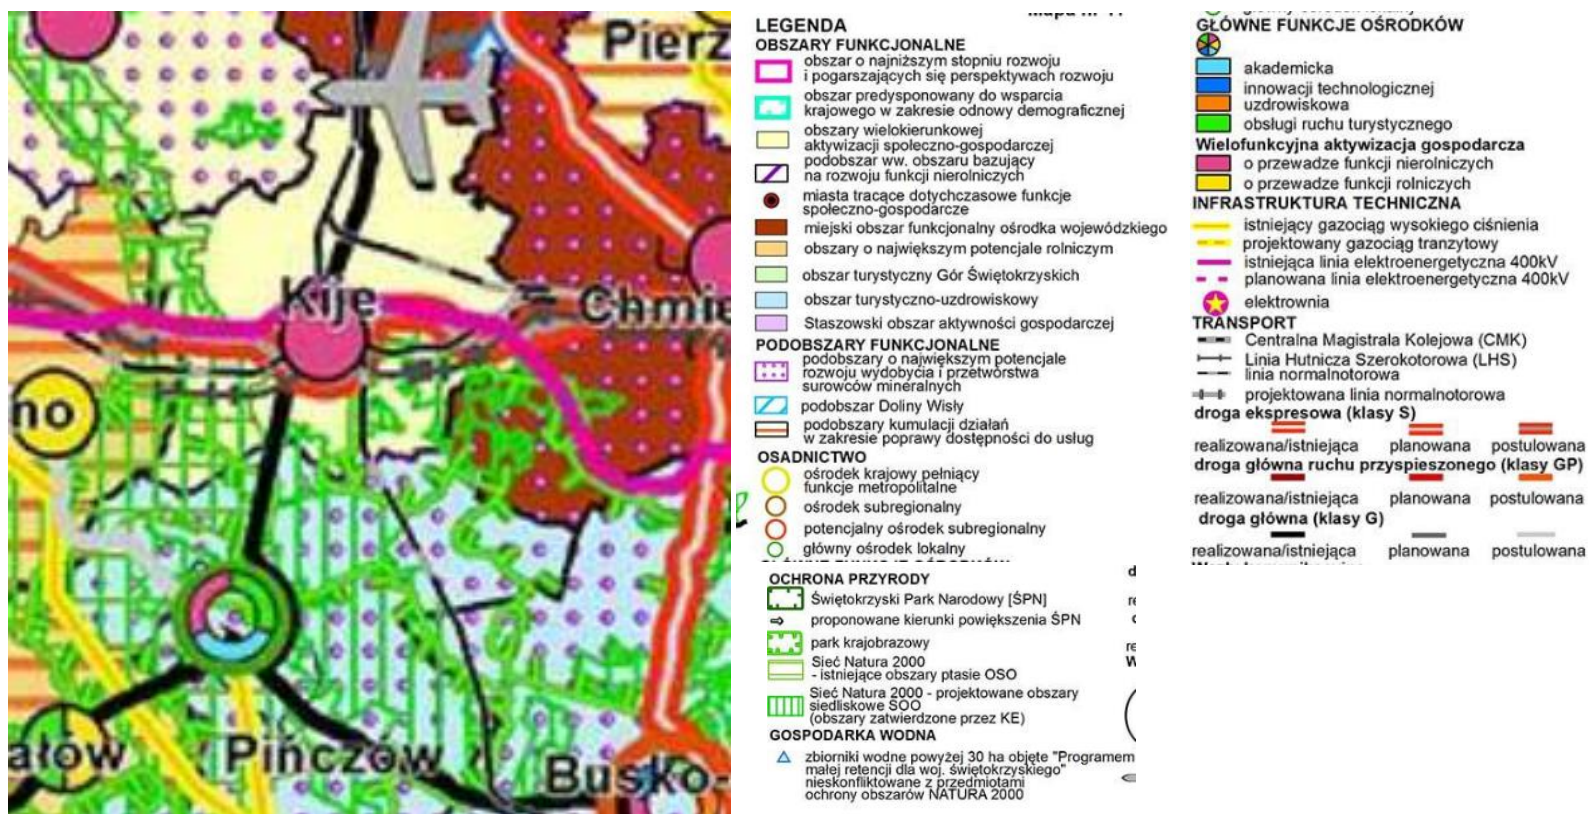 Pierz
Kije
Chmie
no
ałów
Pińczów
Busko-
LEGENDA
OBSZARY FUNKCJONALNE
obszar o najniższym stopniu rozwoju
i pogarszających się perspektywach rozwoju
obszar predysponowany do wsparcia
krajowego w zakresie odnowy demograficznej
obszary wielokierunkowej
aktywizacji społeczno-gospodarczej
podobszar ww. obszaru bazujący
na rozwoju funkcji nierolniczych
miasta tracące dotychczasowe funkcje
społeczno-gospodarcze
miejski obszar funkcjonalny ośrodka wojewódzkiego
obszary o największym potencjale rolniczym
obszar turystyczny Gór Świętokrzyskich
obszar turystyczno-uzdrowiskowy
Staszowski obszar aktywności gospodarczej
PODOBSZARY FUNKCJONALNE
podobszary o największym potencjale
rozwoju wydobycia i przetwórstwa
surowców mineralnych
podobszar Doliny Wisły
podobszary kumulacji działań
w zakresie poprawy dostępności do usług
OSADNICTWO
ośrodek krajowy pełniący
funkcje metropolitalne
ośrodek subregionalny
potencjalny ośrodek subregionalny
główny ośrodek lokalny
OCHRONA PRZYRODY
Świętokrzyski Park Narodowy [ŚPN]
proponowane kierunki powiększenia ŚPN
park krajobrazowy
Sieć Natura 2000
- istniejące obszary ptasie OSO
Sieć Natura 2000 - projektowane obszary
siedliskowe SOO
(obszary zatwierdzone przez KE)
GOSPODARKA WODNA
zbiorniki wodne powyżej 30 ha objęte "Programem
małej retencji dla woj. świętokrzyskiego"
nieskonfliktowane z przedmiotami
ochrony obszarów NATURA 2000
GŁÓWNE FUNKCJE OŚRODKÓW
akademicka
innowacji technologicznej
uzdrowiskowa
obsługi ruchu turystycznego
Wielofunkcyjna aktywizacja gospodarcza
o przewadze funkcji nierolniczych
o przewadze funkcji rolniczych
INFRASTRUKTURA TECHNICZNA
istniejący gazociąg wysokiego ciśnienia
projektowany gazociąg tranzytowy
istniejąca linia elektroenergetyczna 400kV
planowana linia elektroenergetyczna 400kV
elektrownia
TRANSPORT
Centralna Magistrala Kolejowa (CMK)
Linia Hutnicza Szerokotorowa (LHS)
linia normalnotorowa
projektowana linia normalnotorowa
droga ekspresowa (klasy S)
realizowana/istniejąca planowana postulowana
droga główna ruchu przyspieszonego (klasy GP)
realizowana/istniejąca planowana postulowana
droga główna (klasy G)
realizowana/istniejąca planowana postulowana